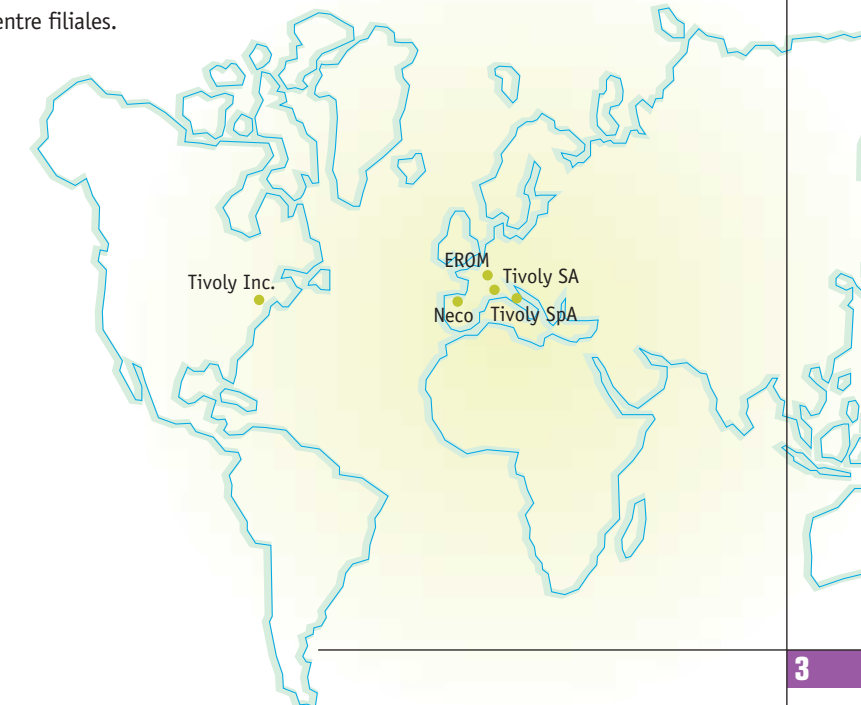 entre filiales.
EROM
Tivoly Inc.
Tivoly SA
Neco
Tivoly SpA
3